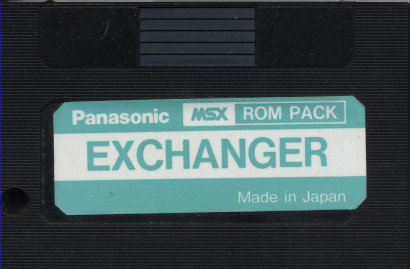 Panasonic MSX ROM PACK
EXCHANGER
Made in Japan